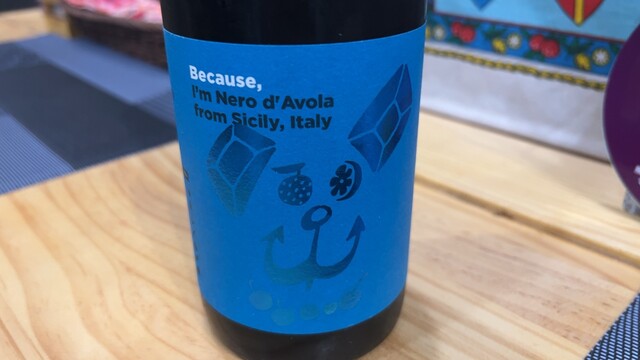 Because,
I'm Nero d'Avola
from Sicily, Italy